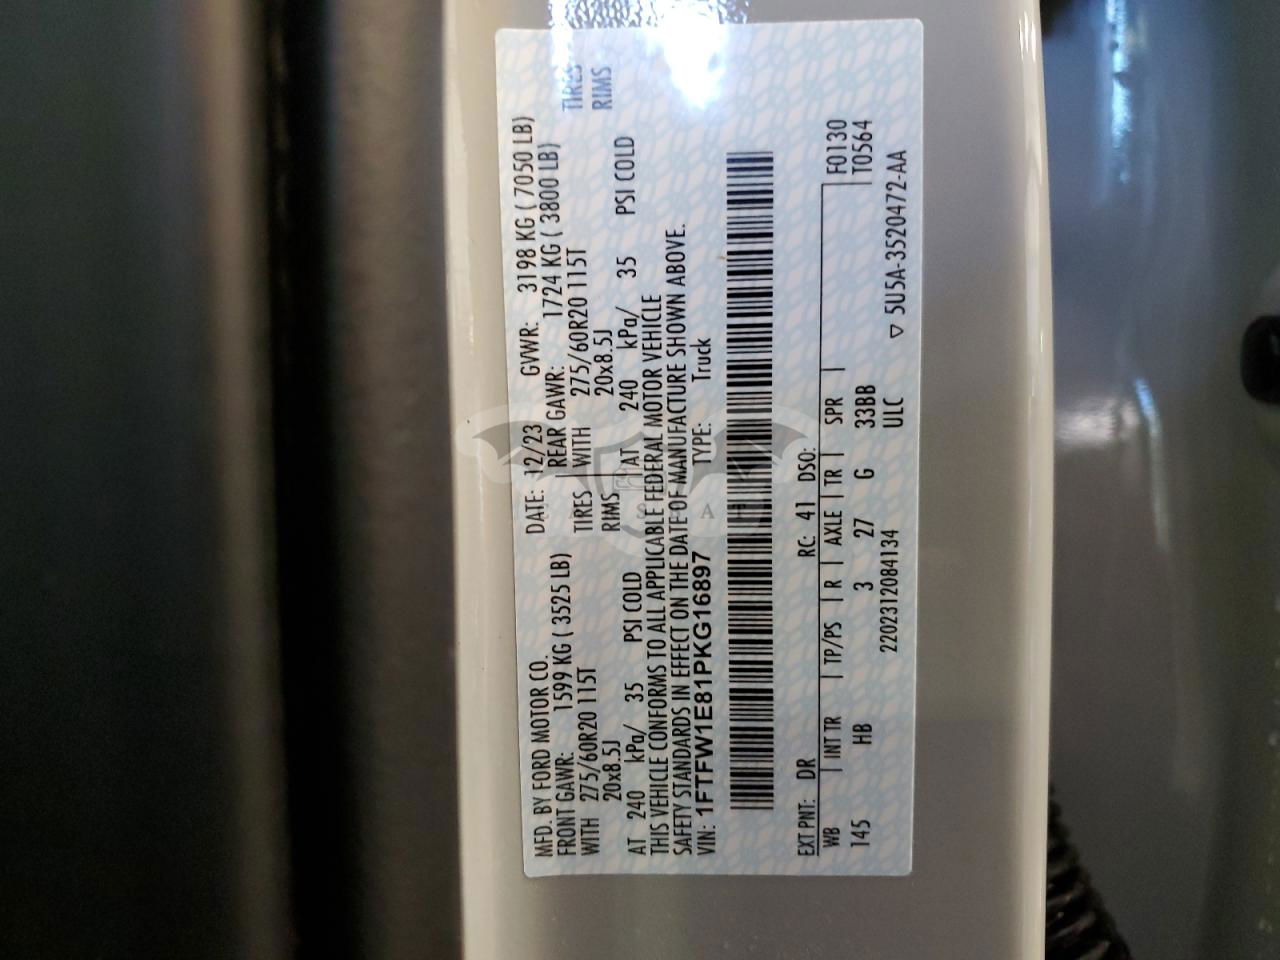 MFD. BY FORD MOTOR CO.
DATE: 12/23 GVWR: 3198 KG ( 7050 LB)
FRONT GAWR: 1599 KG ( 3525 LB)
REAR GAWR: 1724 KG ( 3800 LB)
WITH 275/60R20 115T
TIRES WITH 275/60R20 115T
TIRES
20x8.5J
RIMS 20x8.5J
RIMS
AT 240 kPa/ 35 PSI COLD
AT 240 kPa/ 35 PSI COLD
THIS VEHICLE CONFORMS TO ALL APPLICABLE FEDERAL MOTOR VEHICLE
SAFETY STANDARDS IN EFFECT ON THE DATE OF MANUFACTURE SHOWN ABOVE.
VIN: 1FTFW1E81PKG16897 TYPE: Truck
EXT PNT: DR RC: 41 DSO: F0130
WB INT TR TP/PS R AXLE TR SPR T0564
145 HB 3 27 G 33BB
2202312084134 ULC
▽ 5U5A-3520472-AA